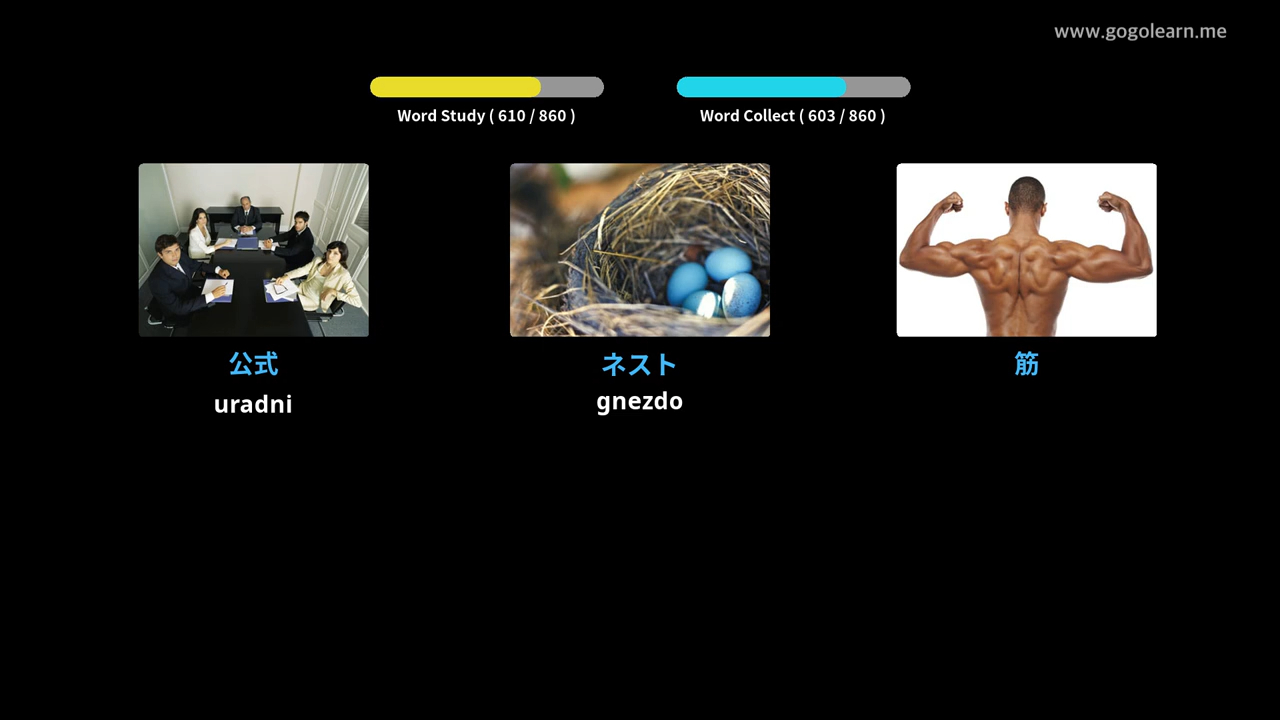 www.gogolearn.me
Word Study ( 610 / 860 )
Word Collect ( 603 / 860 )
公式
uradni
ネスト
gnezdo
筋